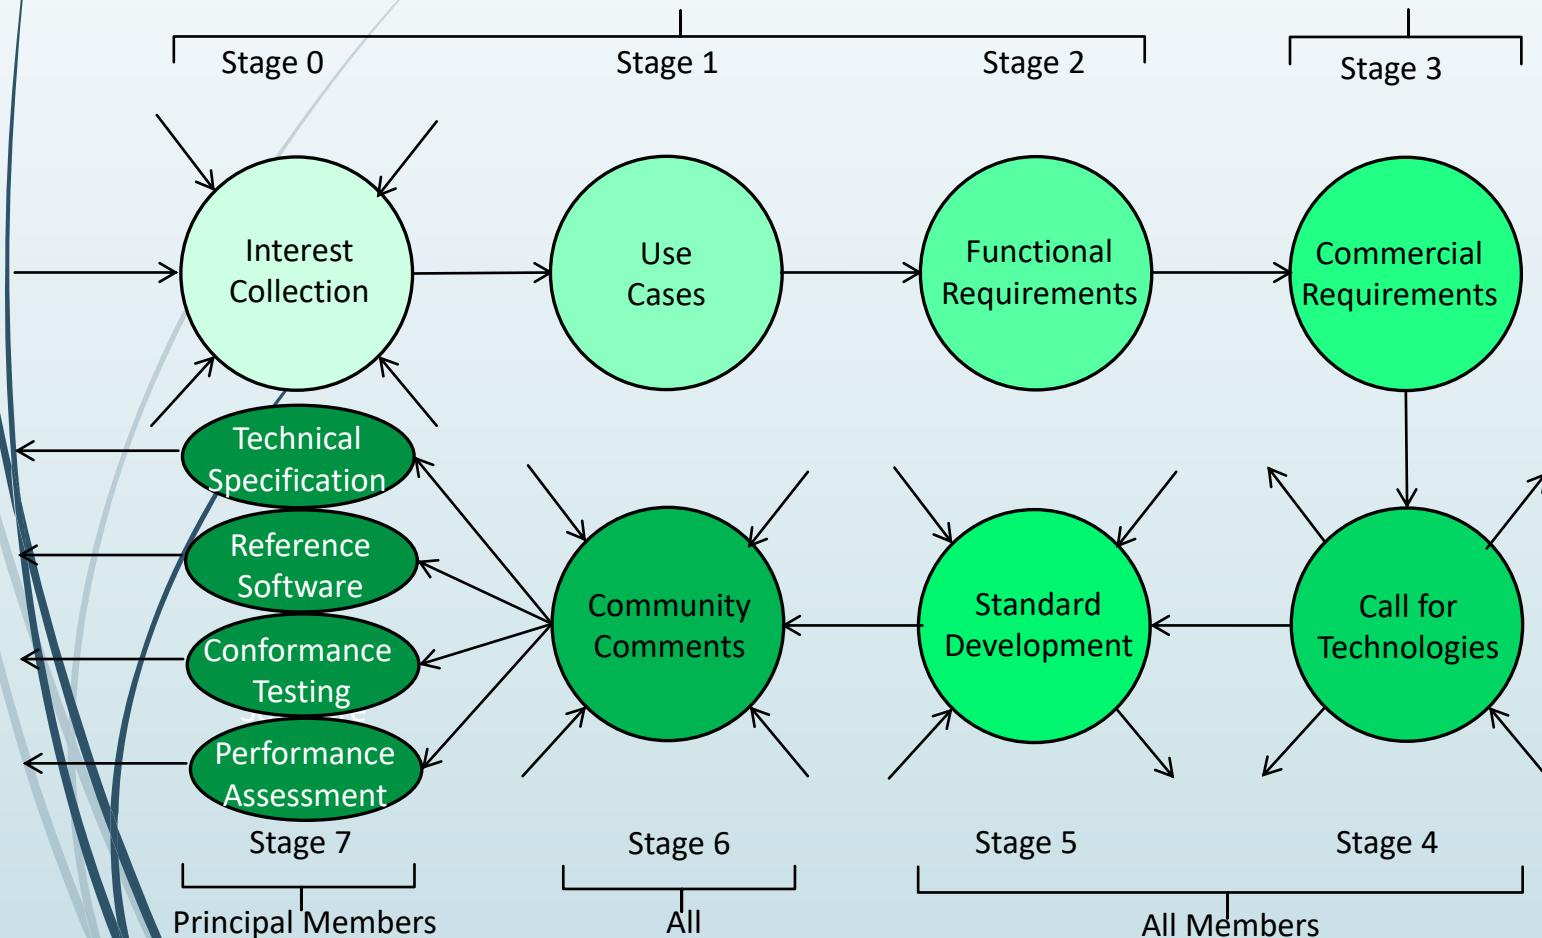 Stage 0
Stage 1
Stage 2
Stage 3
Interest
Collection
Use
Cases
Functional
Requirements
Commercial
Requirements
Technical
Specification
Reference
Software
Conformance
Testing
Performance
Assessment
Community
Comments
Standard
Development
Call for
Technologies
Stage 7
Stage 6
Stage 5
Stage 4
Principal Members
All
All Members